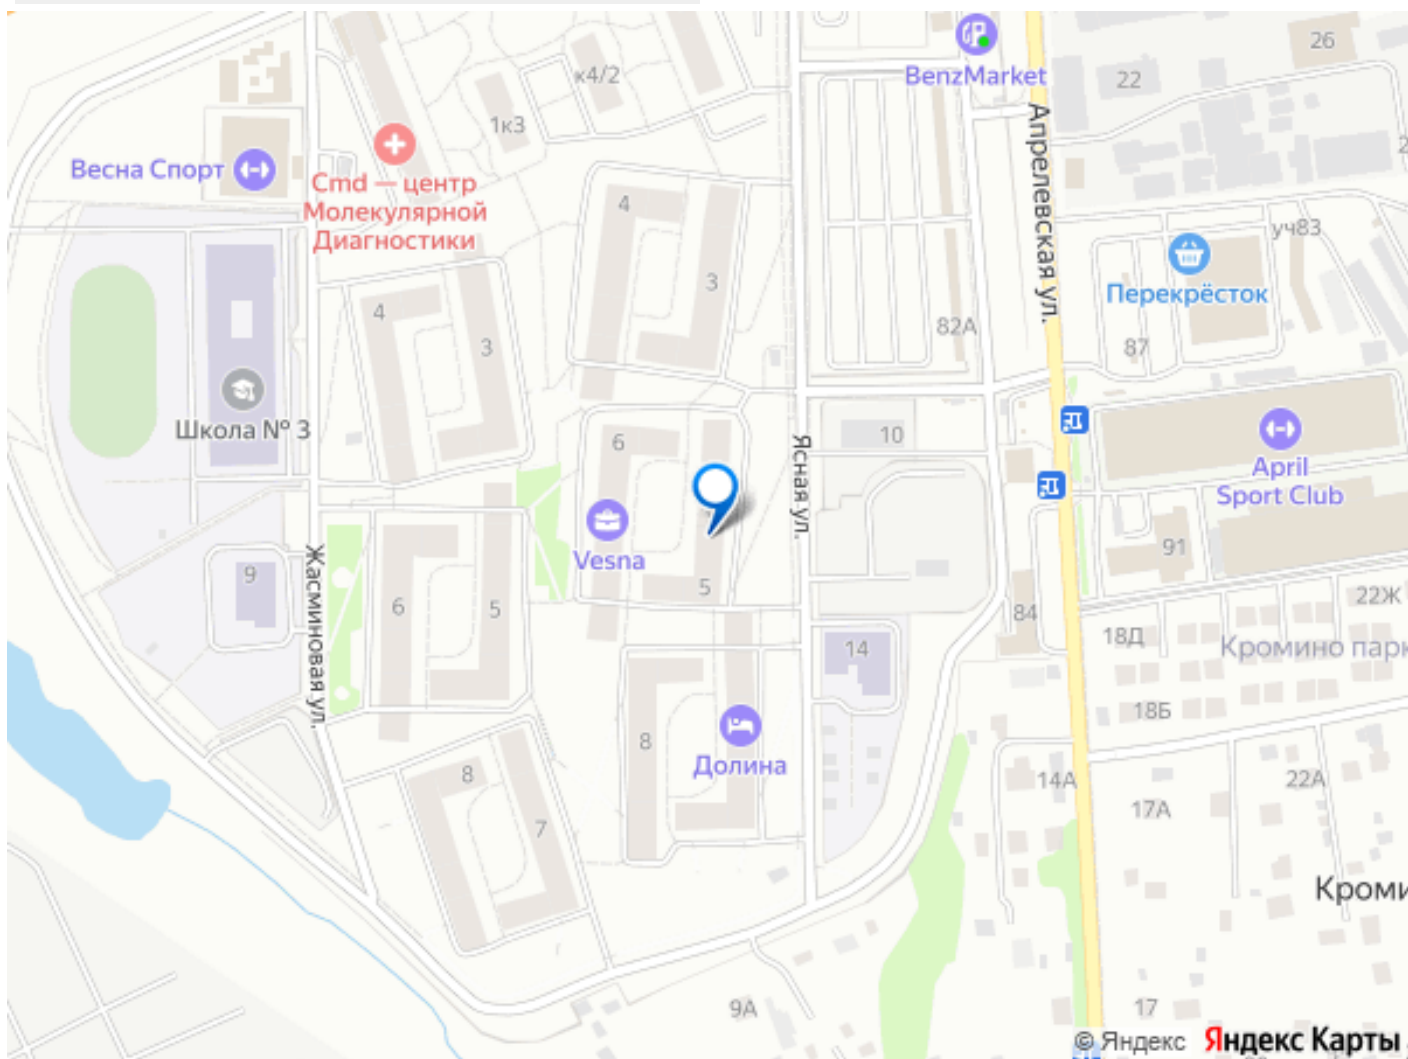 26
BenzMarket
22
к4/2
1к3
Апрелевская ул.
Весна Спорт
Cmd — центр
Молекулярной
Диагностики
4
уч83
3
Перекрёсток
4
82А
3
87
Школа № 3
6
10
Ясная ул.
April
Sport Club
Vesna
91
9
5
22Ж
Жасминовая ул.
6
5
84
18Д
14
Кромино парк
18Б
8
Долина
8
14А
22А
17А
7
Кроми
9А
17
© Яндекс
Яндекс Карты